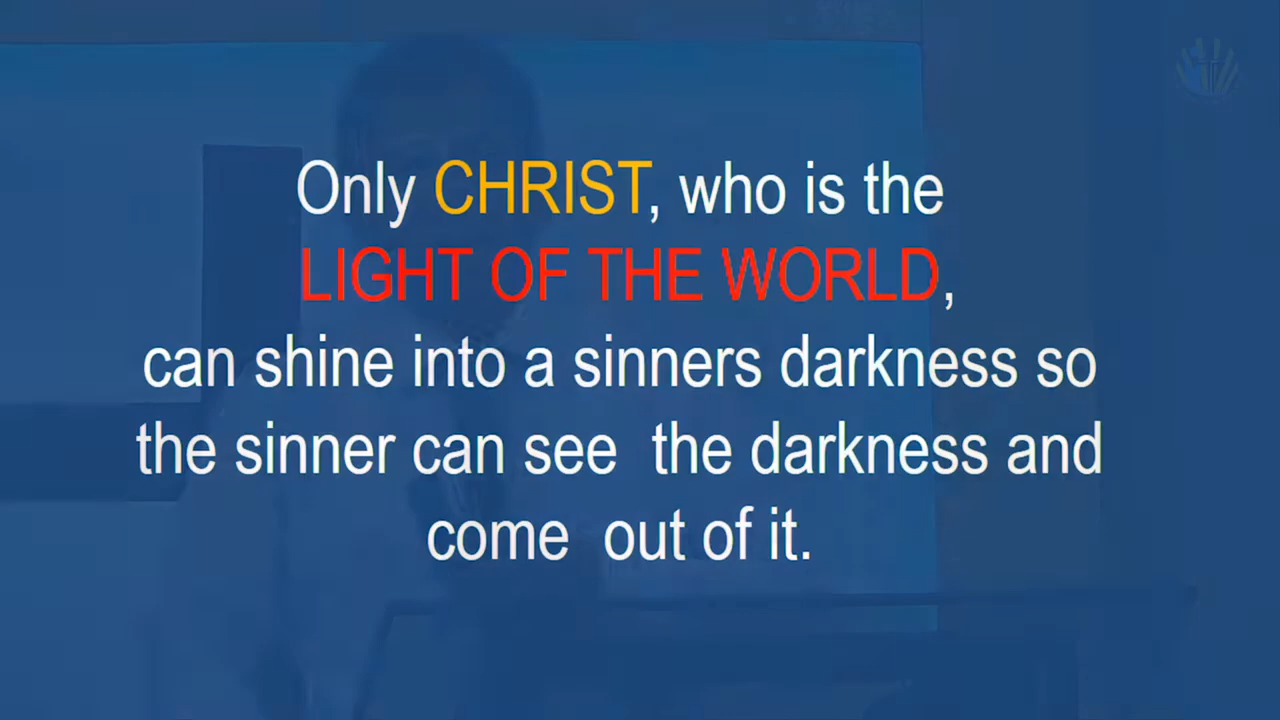 Only CHRIST, who is the
LIGHT OF THE WORLD,
can shine into a sinners darkness so
the sinner can see  the darkness and
come  out of it.